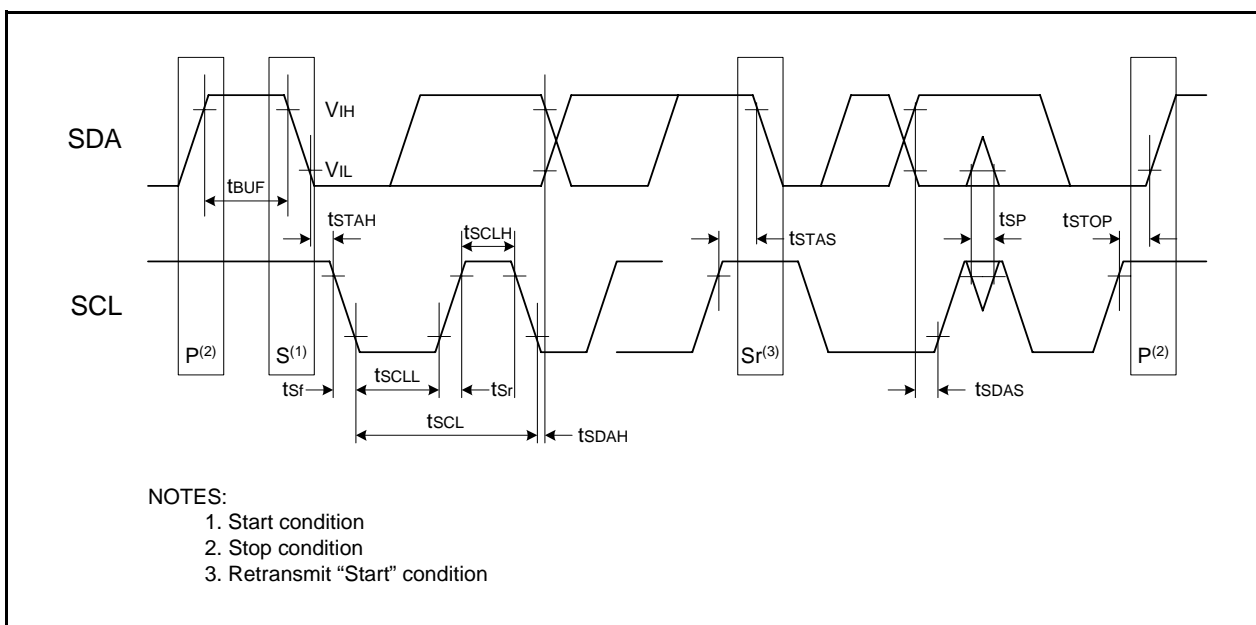 SDA
VIH
VIL
tBUF
tSTAH
tSCLH
tSTAS
tSP
tSTOP
SCL
P(2)
S(1)
Sr(3)
P(2)
tSf
tSCLL
tSr
tSDAS
tSCL
tSDAH
NOTES:
1. Start condition
2. Stop condition
3. Retransmit “Start” condition